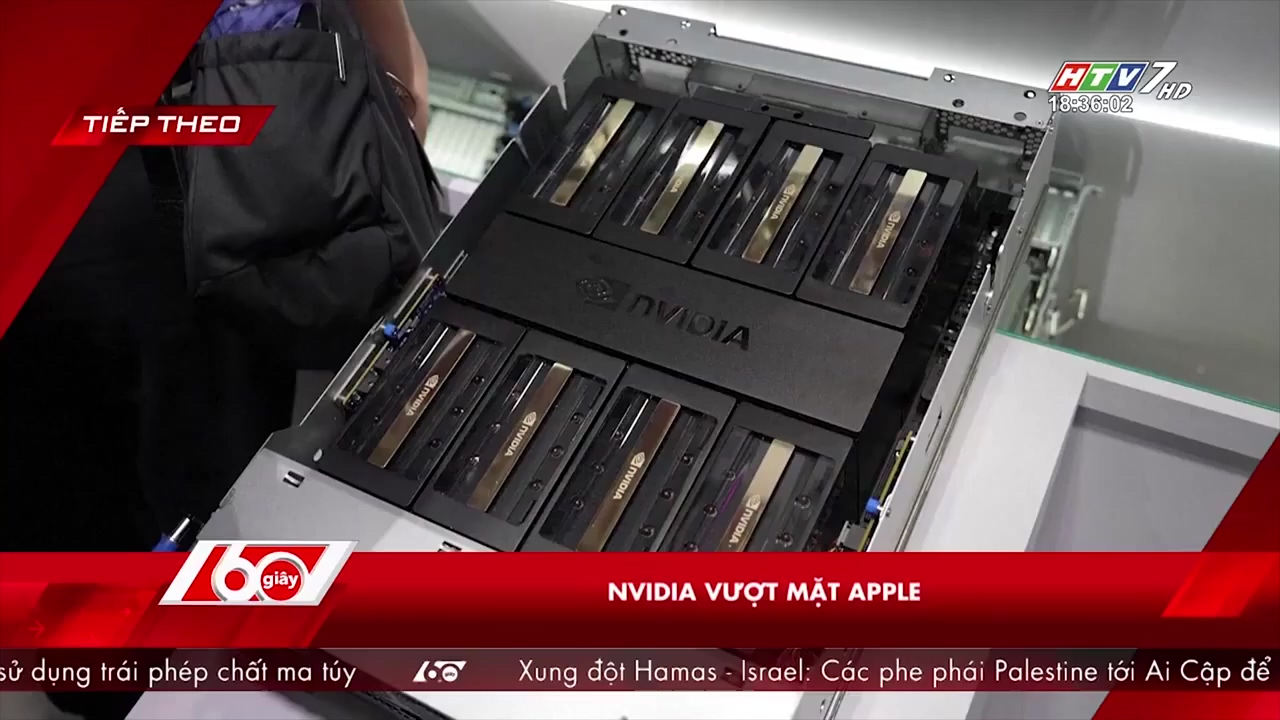 HTV7 HD
18:36:02
TIẾP THEO
NVIDIA
NVIDIA
NVIDIA
NVIDIA
NVIDIA
NVIDIA
NVIDIA
NVIDIA
60 giây
NVIDIA VƯỢT MẶT APPLE
sử dụng trái phép chất ma túy 60 giây Xung đột Hamas - Israel: Các phe phái Palestine tới Ai Cập để